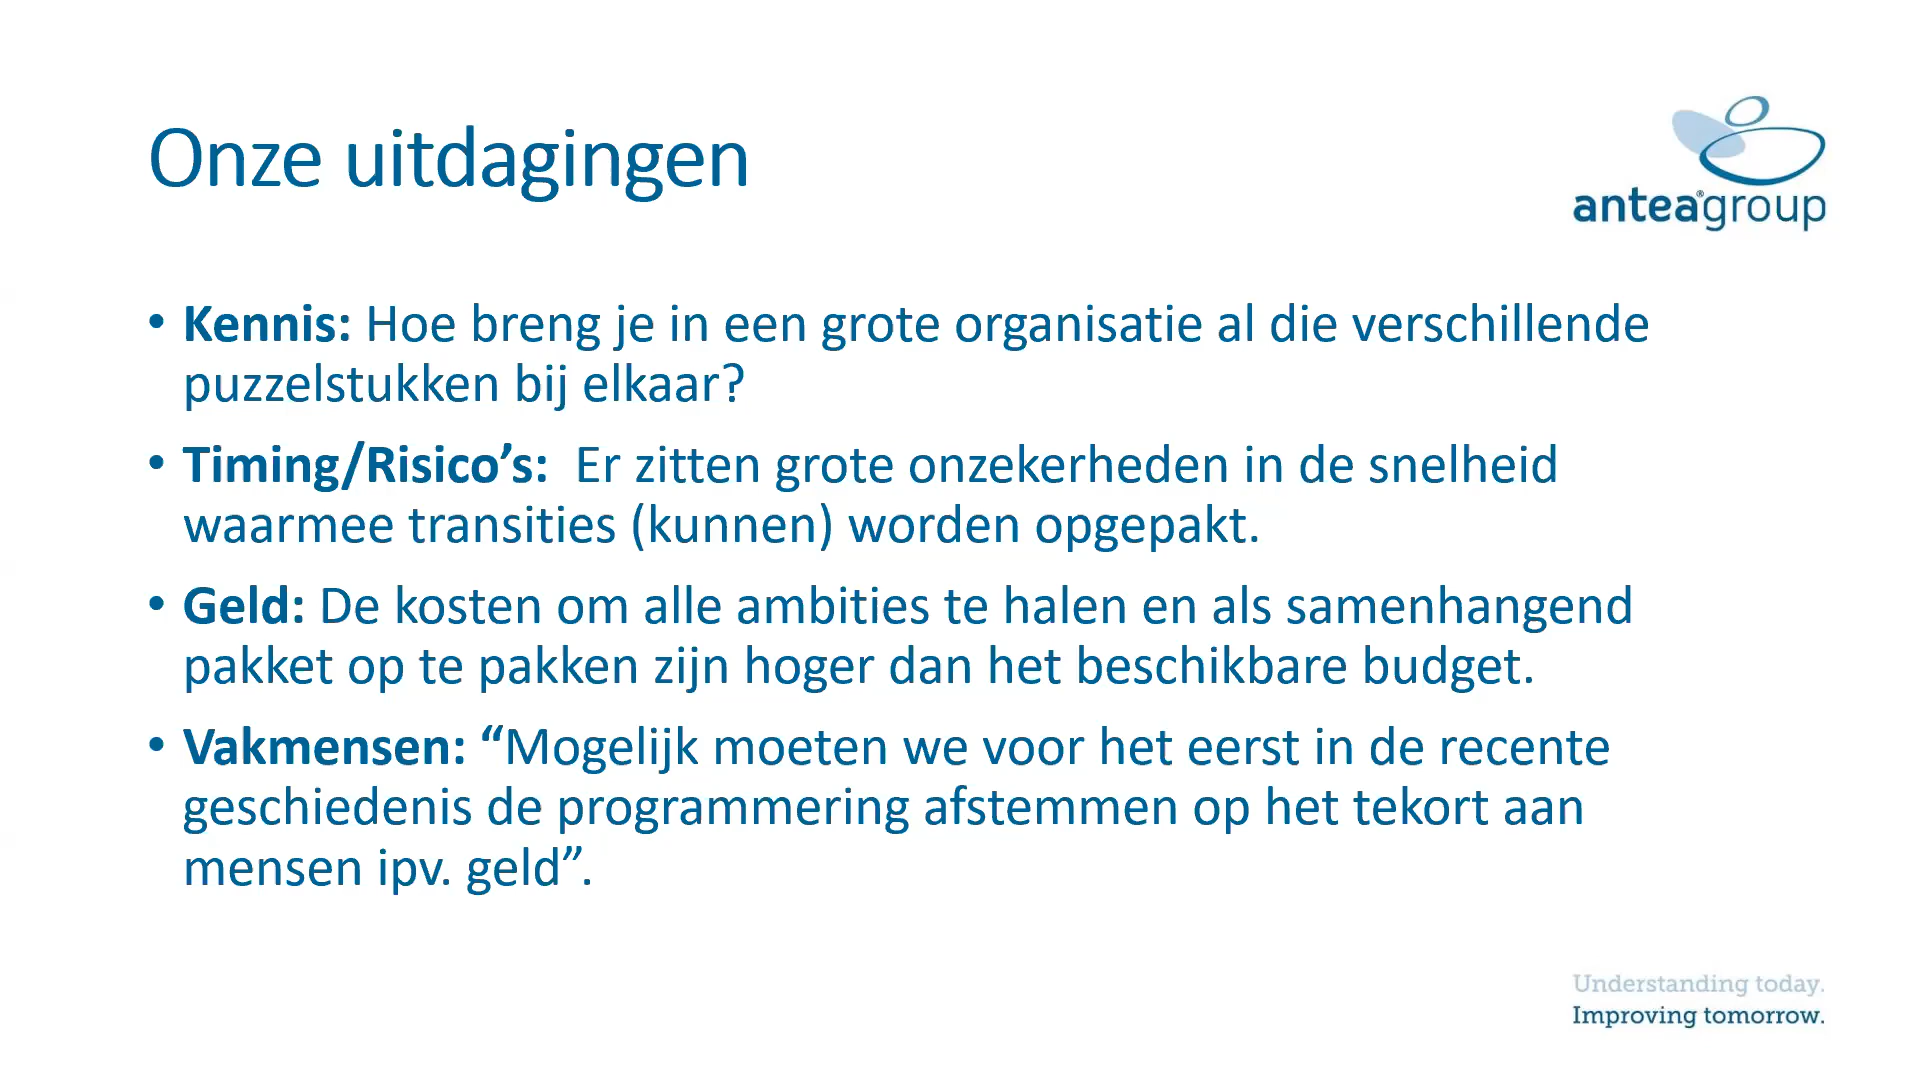 Onze uitdagingen
antea®group
• Kennis: Hoe breng je in een grote organisatie al die verschillende
puzzelstukken bij elkaar?
• Timing/Risico’s:  Er zitten grote onzekerheden in de snelheid
waarmee transities (kunnen) worden opgepakt.
• Geld: De kosten om alle ambities te halen en als samenhangend
pakket op te pakken zijn hoger dan het beschikbare budget.
• Vakmensen: “Mogelijk moeten we voor het eerst in de recente
geschiedenis de programmering afstemmen op het tekort aan
mensen ipv. geld”.
Understanding today.
Improving tomorrow.